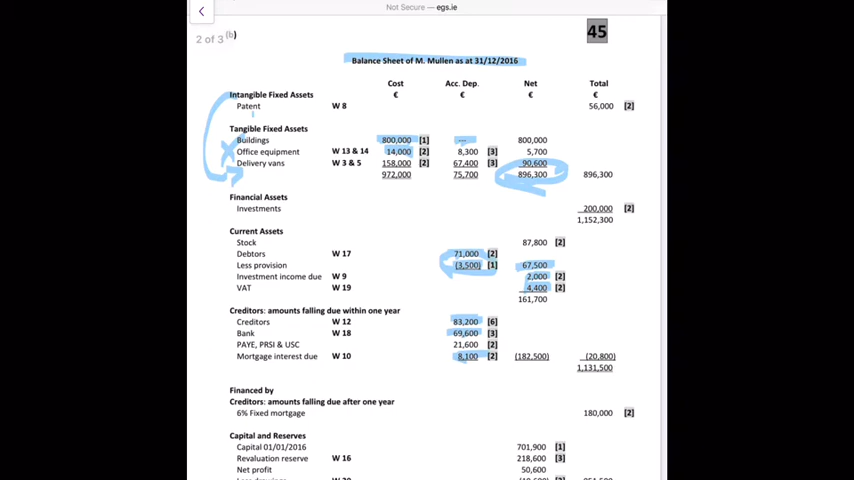 Not Secure — egs.ie
2 of 3 (b)
45
Balance Sheet of M. Mullen as at 31/12/2016
Cost Acc. Dep. Net Total
Intangible Fixed Assets € € € €
Patent W 8 56,000 [2]
Tangible Fixed Assets
Buildings 800,000 [1] --- 800,000
Office equipment W 13 & 14 14,000 [2] 8,300 [3] 5,700
Delivery vans W 3 & 5 158,000 [2] 67,400 [3] 90,600
972,000 75,700 896,300 896,300
Financial Assets
Investments 200,000 [2]
1,152,300
Current Assets
Stock 87,800 [2]
Debtors W 17 71,000 [2]
Less provision (3,500) [1] 67,500
Investment income due W 9 2,000 [2]
VAT W 19 4,400 [2]
161,700
Creditors: amounts falling due within one year
Creditors W 12 83,200 [6]
Bank W 18 69,600 [3]
PAYE, PRSI & USC 21,600 [2]
Mortgage interest due W 10 8,100 [2] (182,500) (20,800)
1,131,500
Financed by
Creditors: amounts falling due after one year
6% Fixed mortgage 180,000 [2]
Capital and Reserves
Capital 01/01/2016 701,900 [1]
Revaluation reserve W 16 218,600 [3]
Net profit 50,600